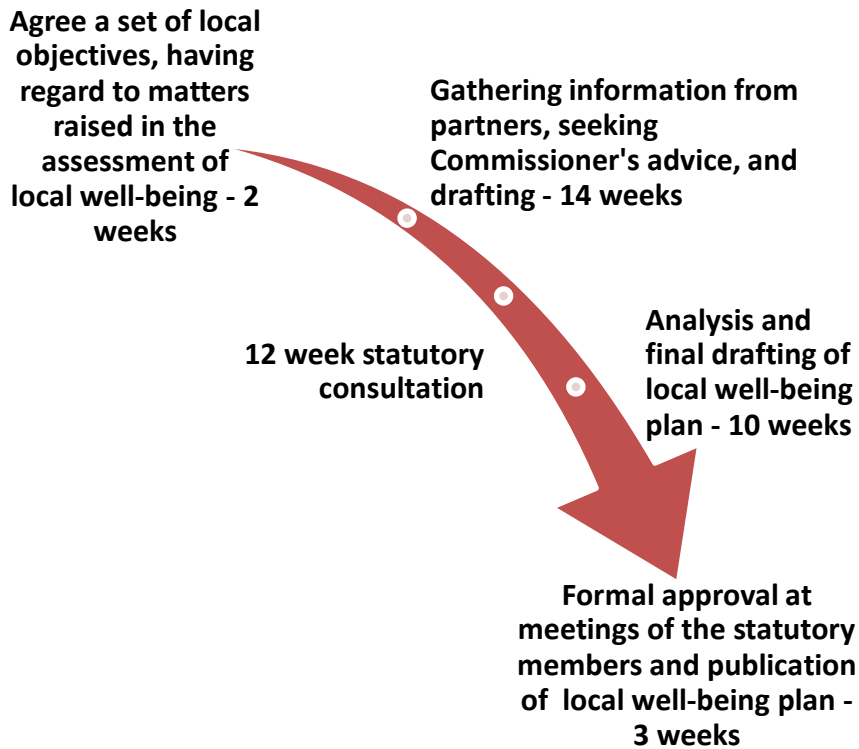 Agree a set of local
objectives, having
regard to matters
raised in the
assessment of
local well-being - 2
weeks
Gathering information from
partners, seeking
Commissioner's advice, and
drafting - 14 weeks
12 week statutory
consultation
Analysis and
final drafting of
local well-being
plan - 10 weeks
Formal approval at
meetings of the statutory
members and publication
of local well-being plan -
3 weeks